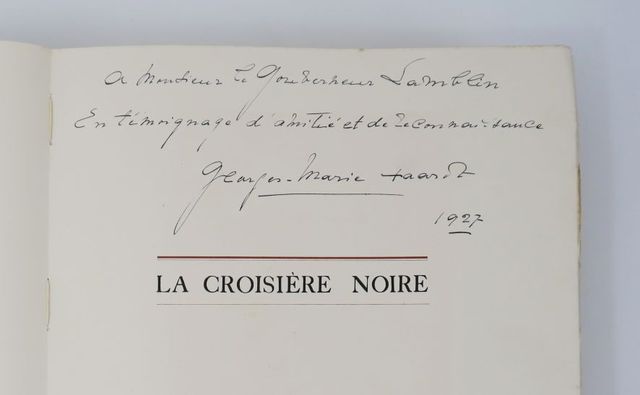 A Monsieur le Gouverneur Lamblin
En témoignage d'amitié et de reconnaissance
Georges-Marie Haardt
1927
LA CROISIÈRE NOIRE